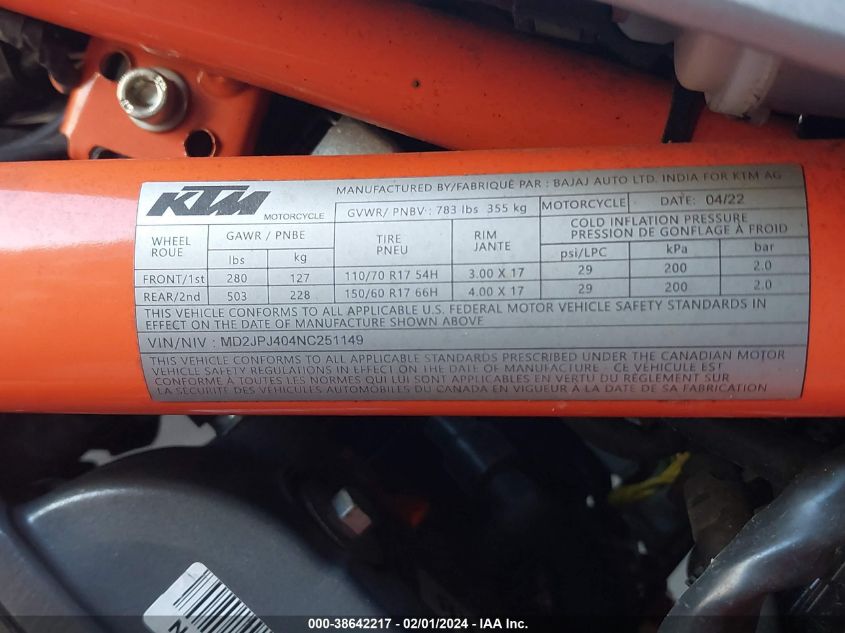 KTM MOTORCYCLE
MANUFACTURED BY/FABRIQUÉ PAR : BAJAJ AUTO LTD. INDIA FOR KTM AG
GVWR/ PNBV : 783 lbs 355 kg MOTORCYCLE DATE: 04/22
WHEEL ROUE GAWR / PNBE TIRE PNEU RIM JANTE COLD INFLATION PRESSURE
PRESSION DE GONFLAGE À FROID
lbs kg psi/LPC kPa bar
FRONT/1st 280 127 110/70 R17 54H 3.00 X 17 29 200 2.0
REAR/2nd 503 228 150/60 R17 66H 4.00 X 17 29 200 2.0
THIS VEHICLE CONFORMS TO ALL APPLICABLE U.S. FEDERAL MOTOR VEHICLE SAFETY STANDARDS IN
EFFECT ON THE DATE OF MANUFACTURE SHOWN ABOVE
VIN/NIV : MD2JPJ404NC251149
THIS VEHICLE CONFORMS TO ALL APPLICABLE STANDARDS PRESCRIBED UNDER THE CANADIAN MOTOR
VEHICLE SAFETY REGULATIONS IN EFFECT ON THE DATE OF MANUFACTURE - CE VEHICULE EST
CONFORME À TOUTES LES NORMES QUI LUI SONT APPLICABLES EN VERTU DU RÈGLEMENT SUR
LA SÉCURITÉ DES VÉHICULES AUTOMOBILES DU CANADA EN VIGUEUR À LA DATE DE SA FABRICATION
000-38642217 - 02/01/2024 - IAA Inc.